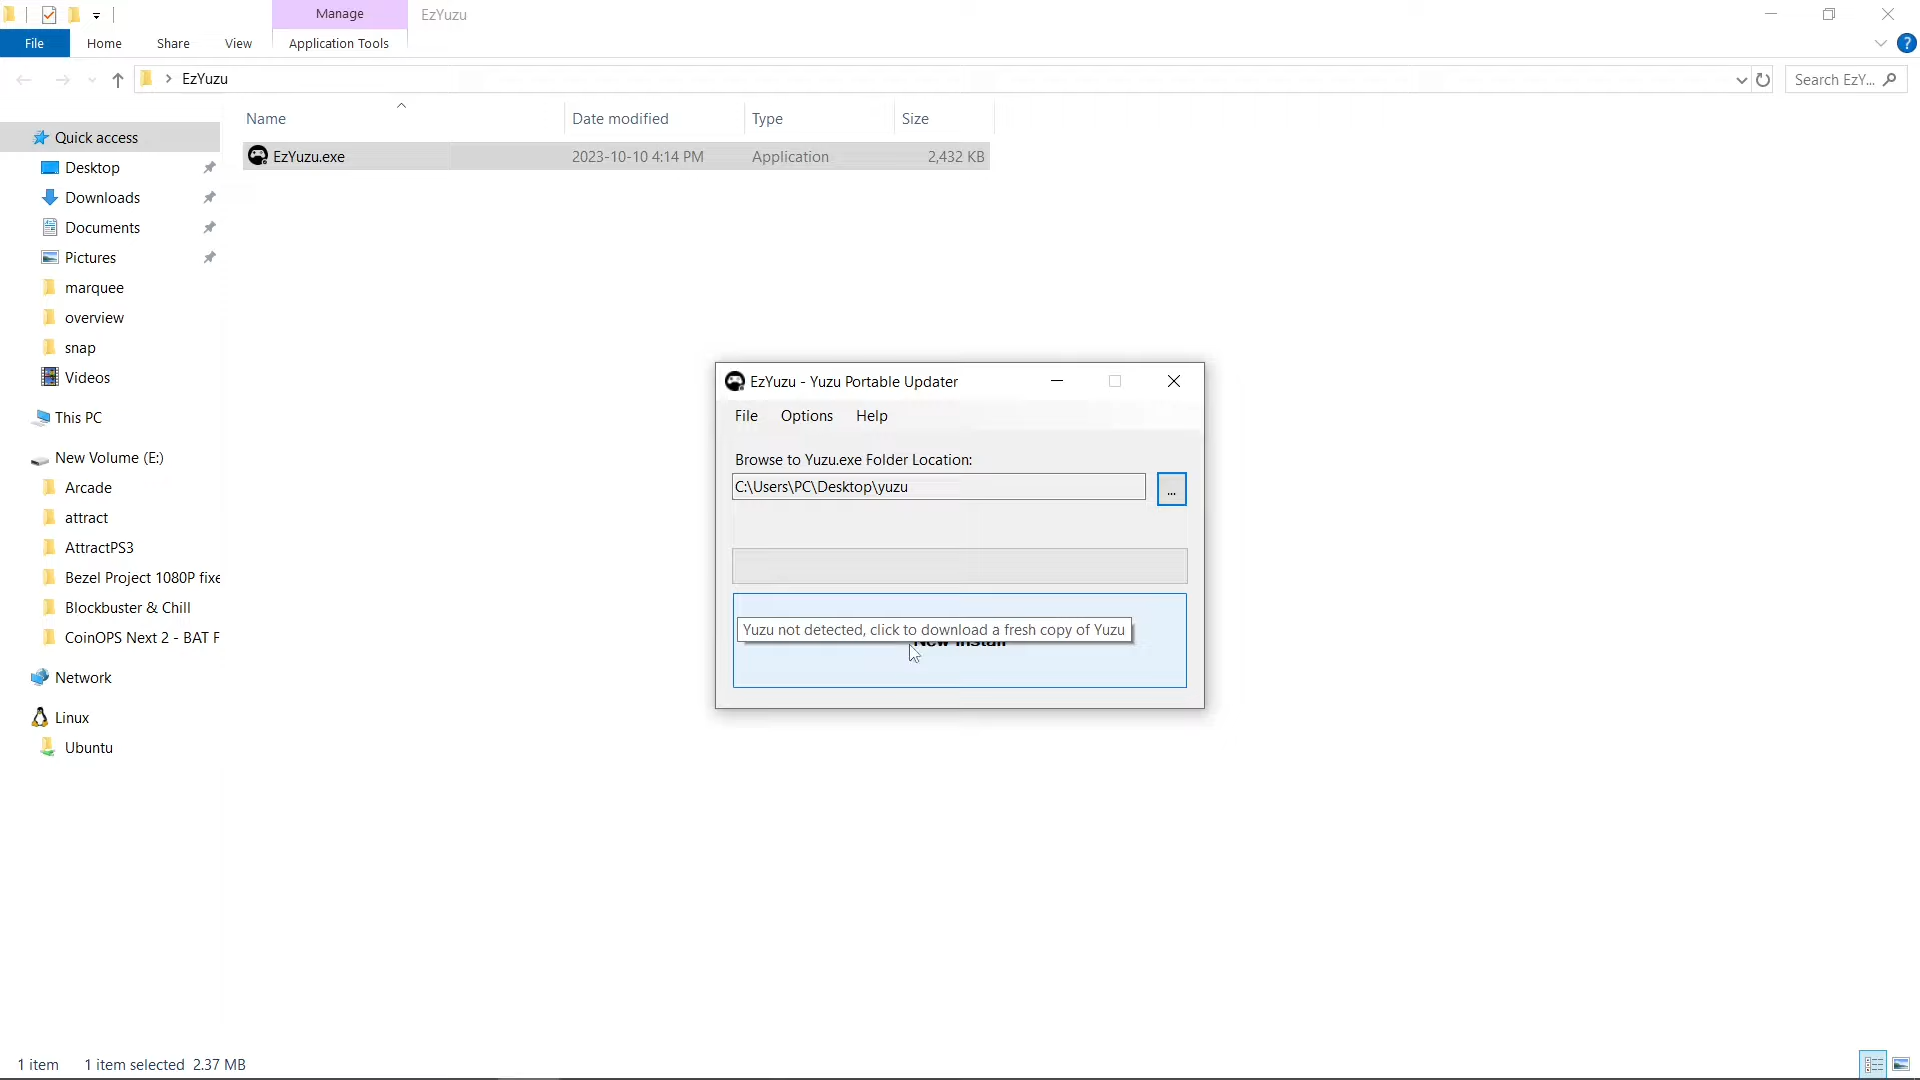 Manage
EzYuzu
File
Home
Share
View
Application Tools
?
EzYuzu
Search EzY...
Name
Date modified
Type
Size
EzYuzu.exe
2023-10-10 4:14 PM
Application
2,432 KB
Quick access
Desktop
Downloads
Documents
Pictures
marquee
overview
snap
Videos
This PC
New Volume (E:)
Arcade
attract
AttractPS3
Bezel Project 1080P fixe
Blockbuster & Chill
CoinOPS Next 2 - BAT F
Network
Linux
Ubuntu
EzYuzu - Yuzu Portable Updater
File
Options
Help
Browse to Yuzu.exe Folder Location:
C:\Users\PC\Desktop\yuzu
...
Yuzu not detected, click to download a fresh copy of Yuzu
New Install
1 item
1 item selected 2.37 MB